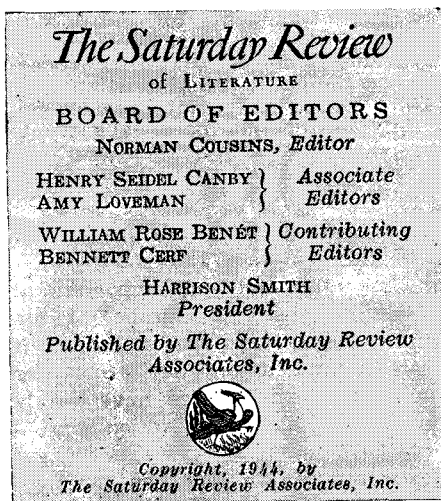 The Saturday Review
of LITERATURE
BOARD OF EDITORS
NORMAN COUSINS, Editor
HENRY SEIDEL CANBY } Associate
AMY LOVEMAN } Editors
WILLIAM ROSE BENÉT } Contributing
BENNETT CERF } Editors
HARRISON SMITH
President
Published by The Saturday Review
Associates, Inc.
Copyright, 1944, by
The Saturday Review Associates, Inc.